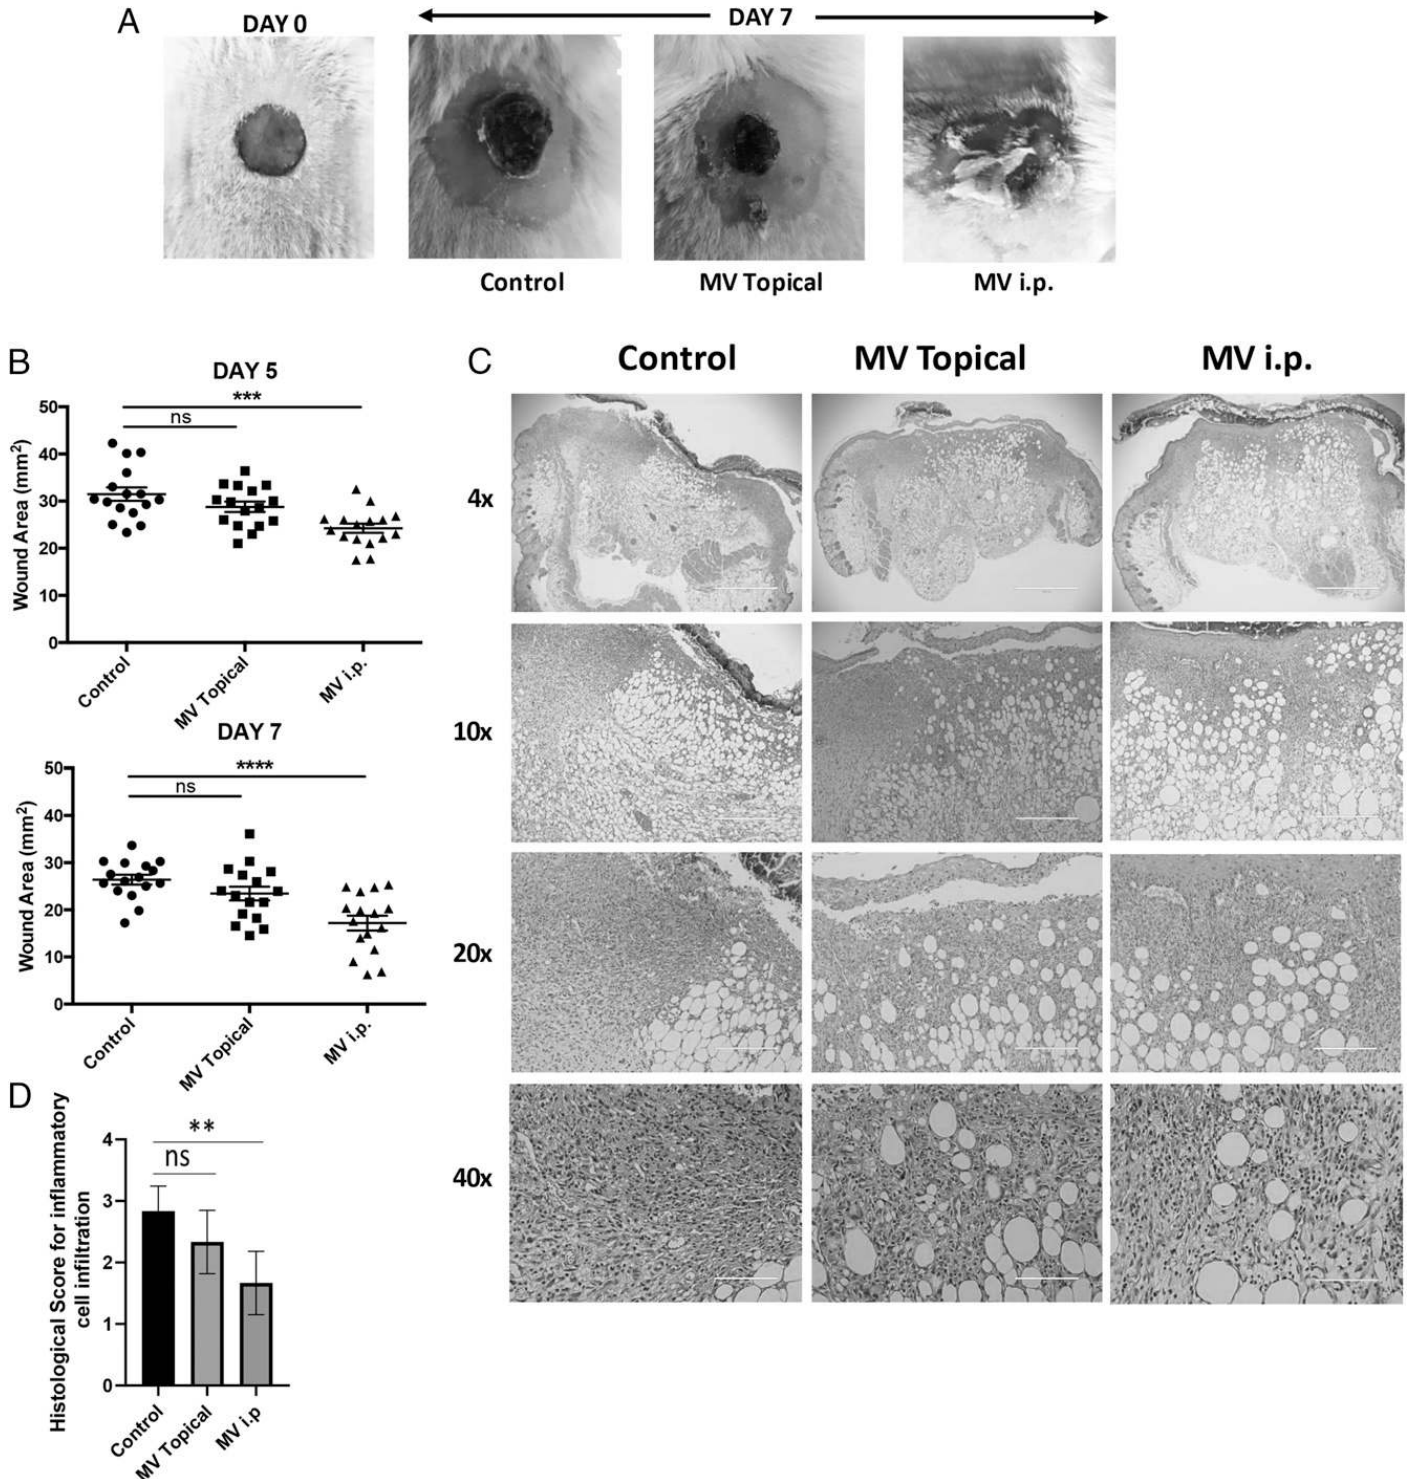 A
DAY 0
DAY 7
Control
MV Topical
MV i.p.
B
DAY 5
***
ns
50
40
30
20
10
0
Wound Area (mm²)
Control
MV Topical
MV i.p.
DAY 7
****
ns
50
40
30
20
10
0
Wound Area (mm²)
Control
MV Topical
MV i.p.
C
Control
MV Topical
MV i.p.
4x
10x
20x
40x
D
Histological Score for inflammatory
cell infiltration
**
ns
4
3
2
1
0
Control
MV Topical
MV i.p